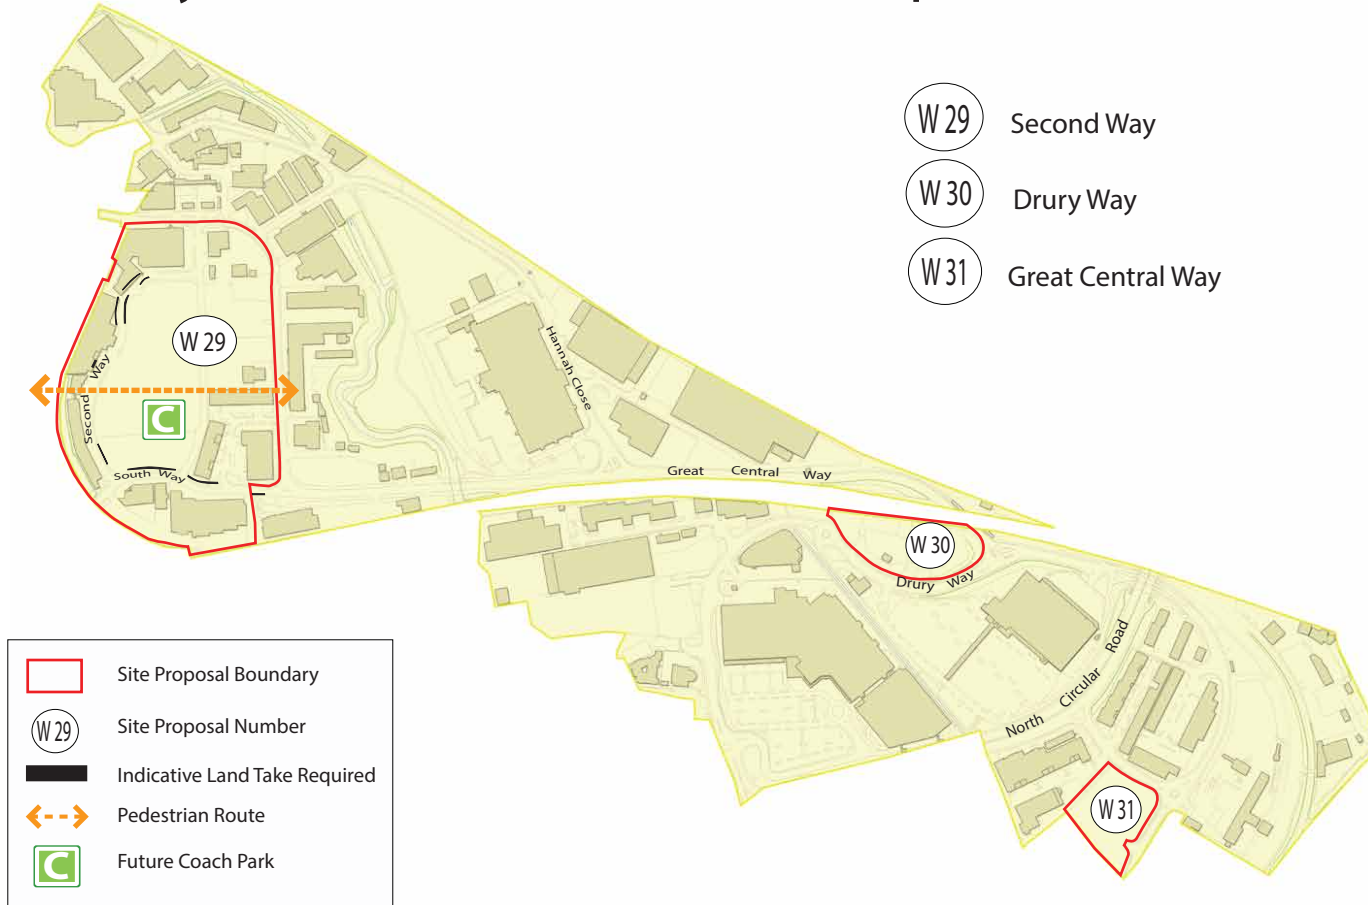 W 29 Second Way
W 30 Drury Way
W 31 Great Central Way
W 29
Second Way
C
South Way
Hannah Close
Great Central Way
W 30
Drury Way
North Circular Road
W 31
Site Proposal Boundary
W 29 Site Proposal Number
Indicative Land Take Required
Pedestrian Route
C Future Coach Park